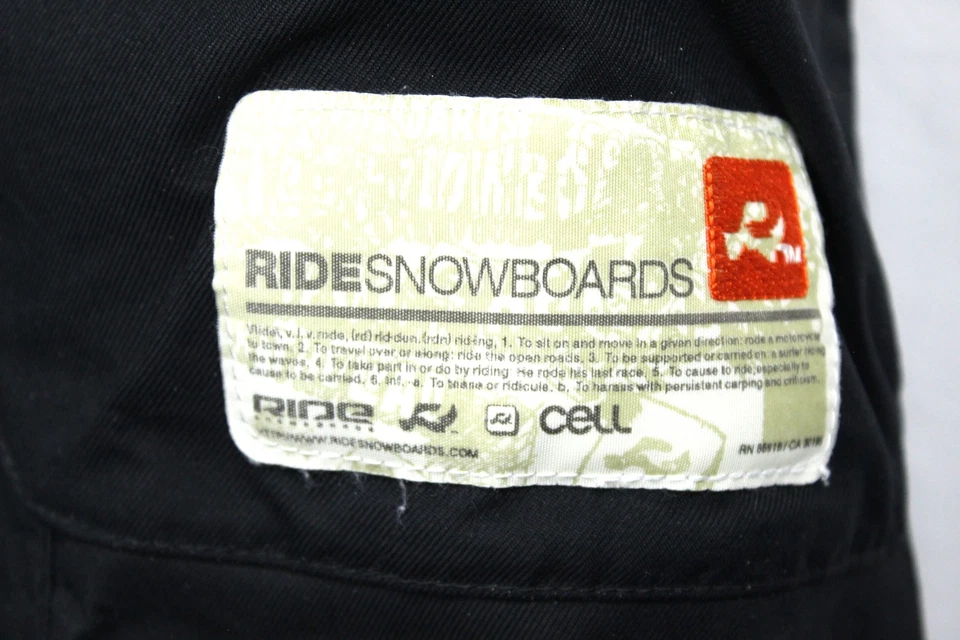 RIDESNOWBOARDS
TM
v. rode, (rd) rid·den, (rdn) rid·ing, 1. To sit on and move in a given direction: rode a motorcycle
to town. 2. To travel over or along: ride the open roads. 3. To be supported or carried on: a surfer riding
the waves. 4. To take part in or do by riding: He rode his last race. 5. To cause to ride, especially to
cause to be carried. 6. Inf. a. To tease or ridicule. b. To harass with persistent carping and criticism.
RIDE
SNOWBOARDS
cell
HTTP://WWW.RIDESNOWBOARDS.COM